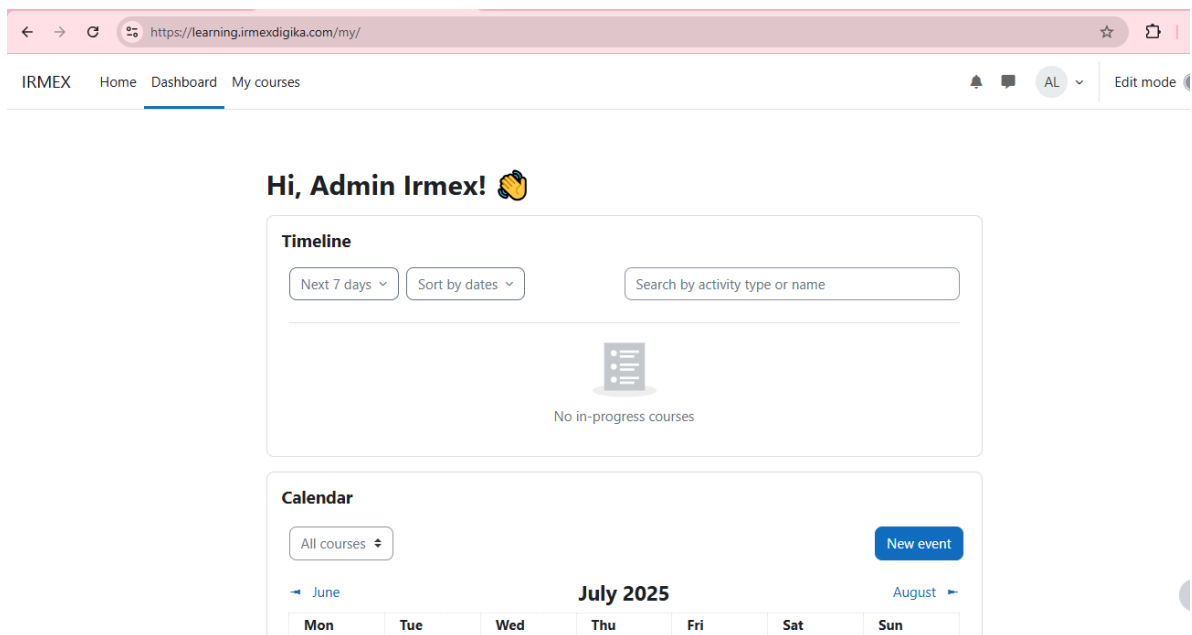 https://learning.irmexdigika.com/my/
IRMEX Home Dashboard My courses AL Edit mode
Hi, Admin Irmex! 👋
Timeline
Next 7 days Sort by dates Search by activity type or name
No in-progress courses
Calendar
All courses New event
◄ June July 2025 August ►
Mon Tue Wed Thu Fri Sat Sun